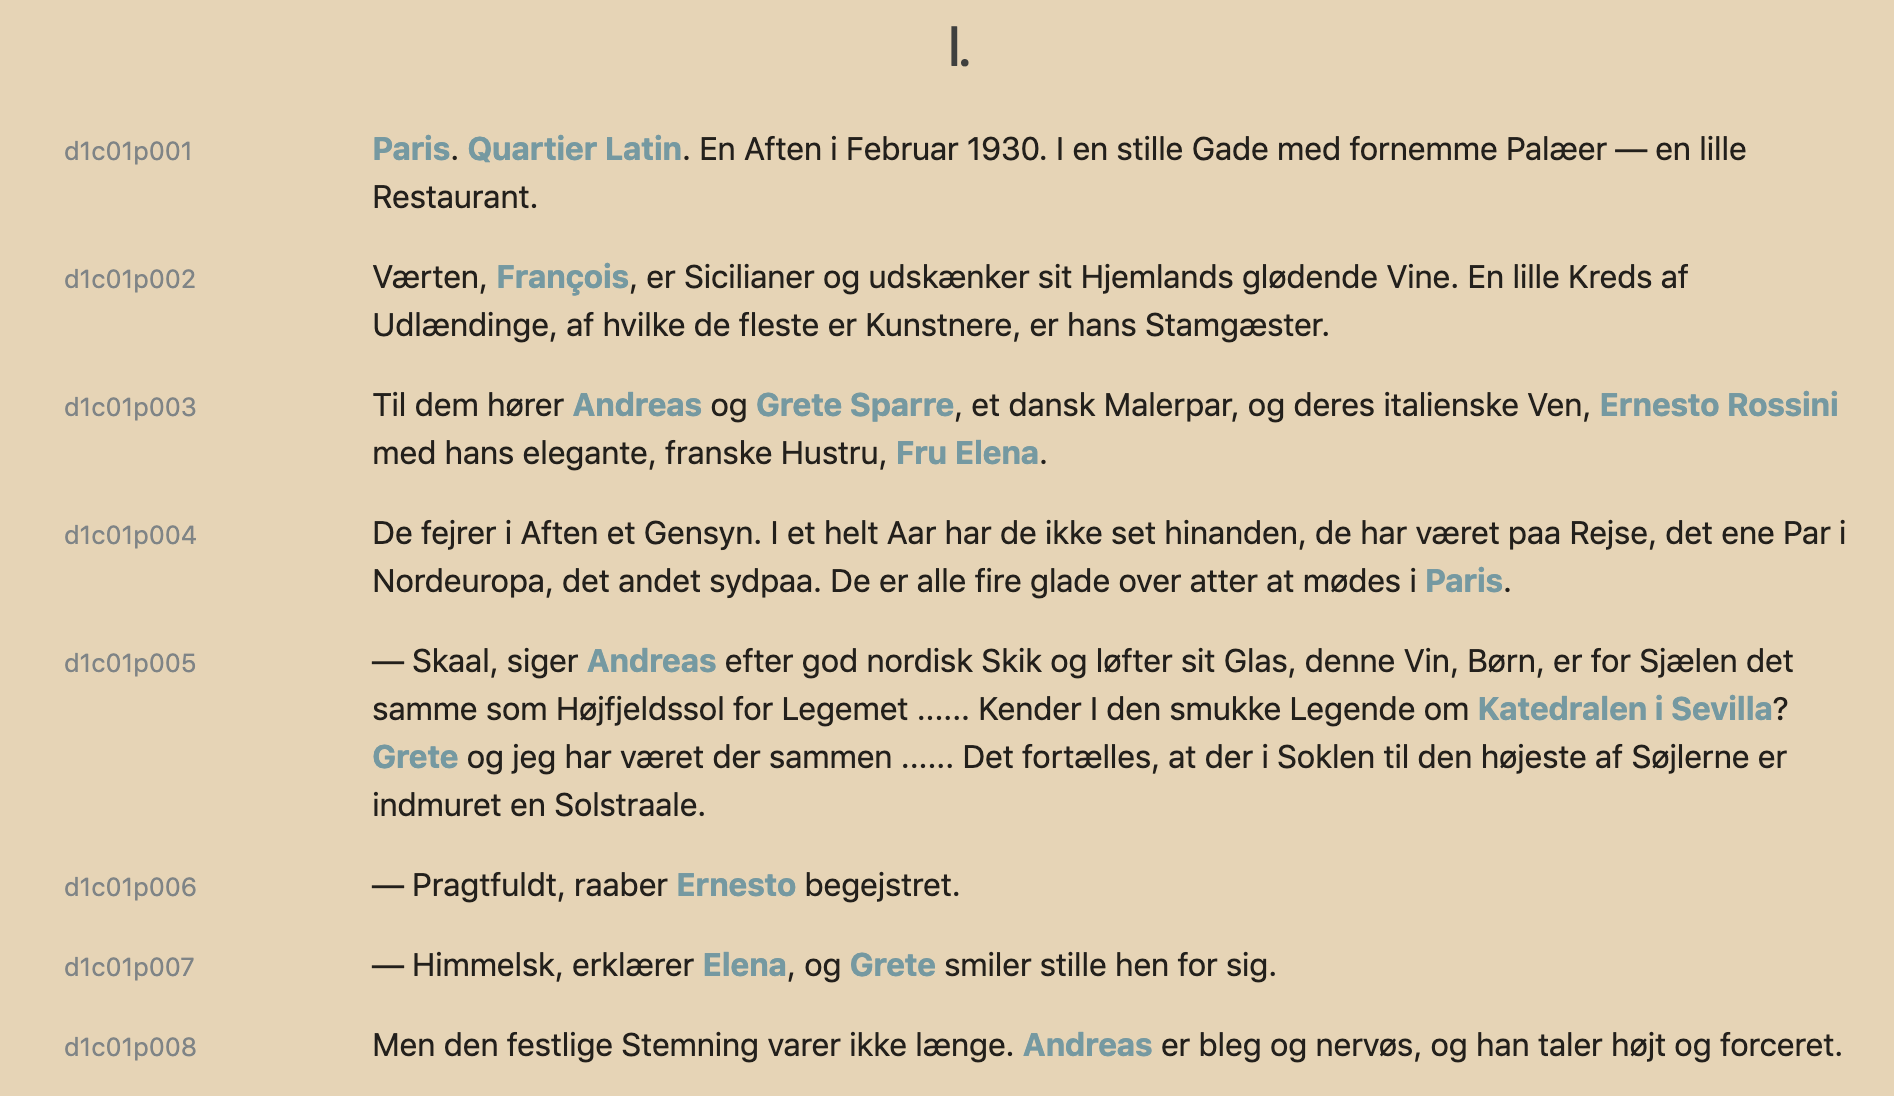 I.
d1c01p001
Paris. Quartier Latin. En Aften i Februar 1930. I en stille Gade med fornemme Palæer — en lille
Restaurant.
d1c01p002
Værten, François, er Sicilianer og udskænker sit Hjemlands glødende Vine. En lille Kreds af
Udlændinge, af hvilke de fleste er Kunstnere, er hans Stamgæster.
d1c01p003
Til dem hører Andreas og Grete Sparre, et dansk Malerpar, og deres italienske Ven, Ernesto Rossini
med hans elegante, franske Hustru, Fru Elena.
d1c01p004
De fejrer i Aften et Gensyn. I et helt Aar har de ikke set hinanden, de har været paa Rejse, det ene Par i
Nordeuropa, det andet sydpaa. De er alle fire glade over atter at mødes i Paris.
d1c01p005
— Skaal, siger Andreas efter god nordisk Skik og løfter sit Glas, denne Vin, Børn, er for Sjælen det
samme som Højfjeldssol for Legemet ...... Kender I den smukke Legende om Katedralen i Sevilla?
Grete og jeg har været der sammen ...... Det fortælles, at der i Soklen til den højeste af Søjlerne er
indmuret en Solstraale.
d1c01p006
— Pragtfuldt, raaber Ernesto begejstret.
d1c01p007
— Himmelsk, erklærer Elena, og Grete smiler stille hen for sig.
d1c01p008
Men den festlige Stemning varer ikke længe. Andreas er bleg og nervøs, og han taler højt og forceret.